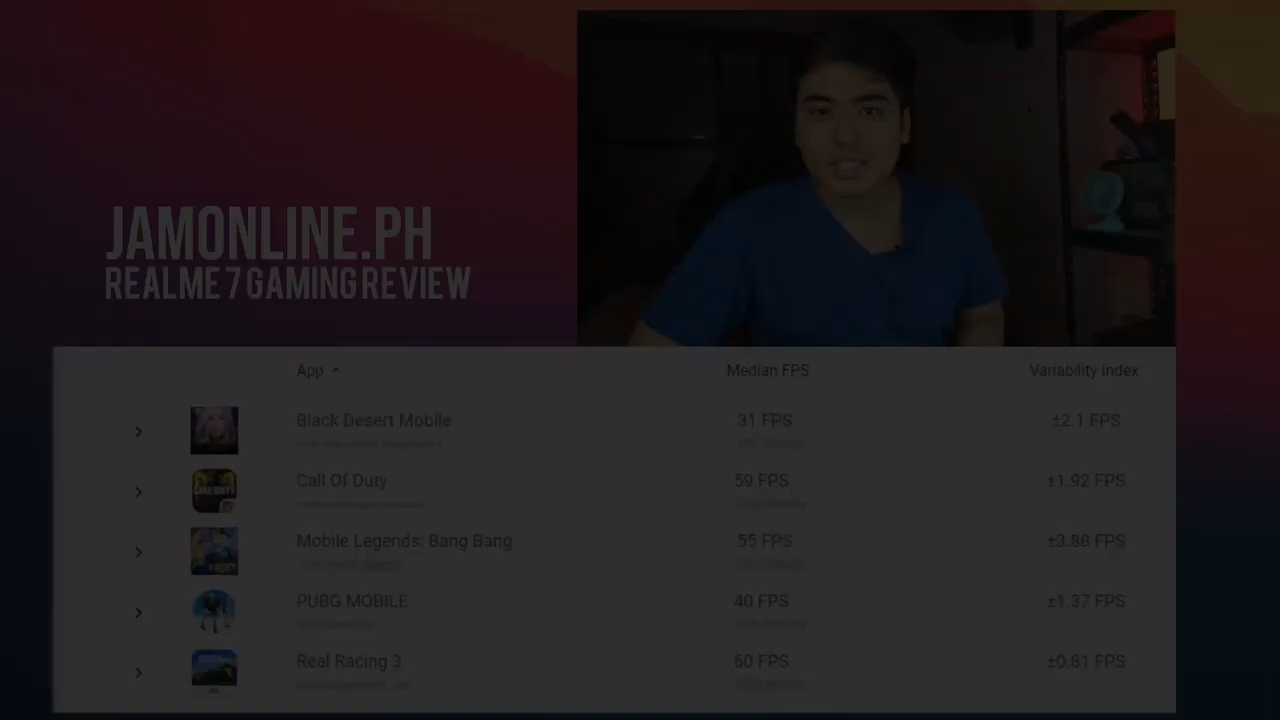 JAMONLINE.PH
REALME 7 GAMING REVIEW
App Median FPS Variability Index
Black Desert Mobile 31 FPS ±2.1 FPS
Call Of Duty 59 FPS ±1.92 FPS
Mobile Legends: Bang Bang 55 FPS ±3.88 FPS
PUBG MOBILE 40 FPS ±1.37 FPS
Real Racing 3 60 FPS ±0.81 FPS